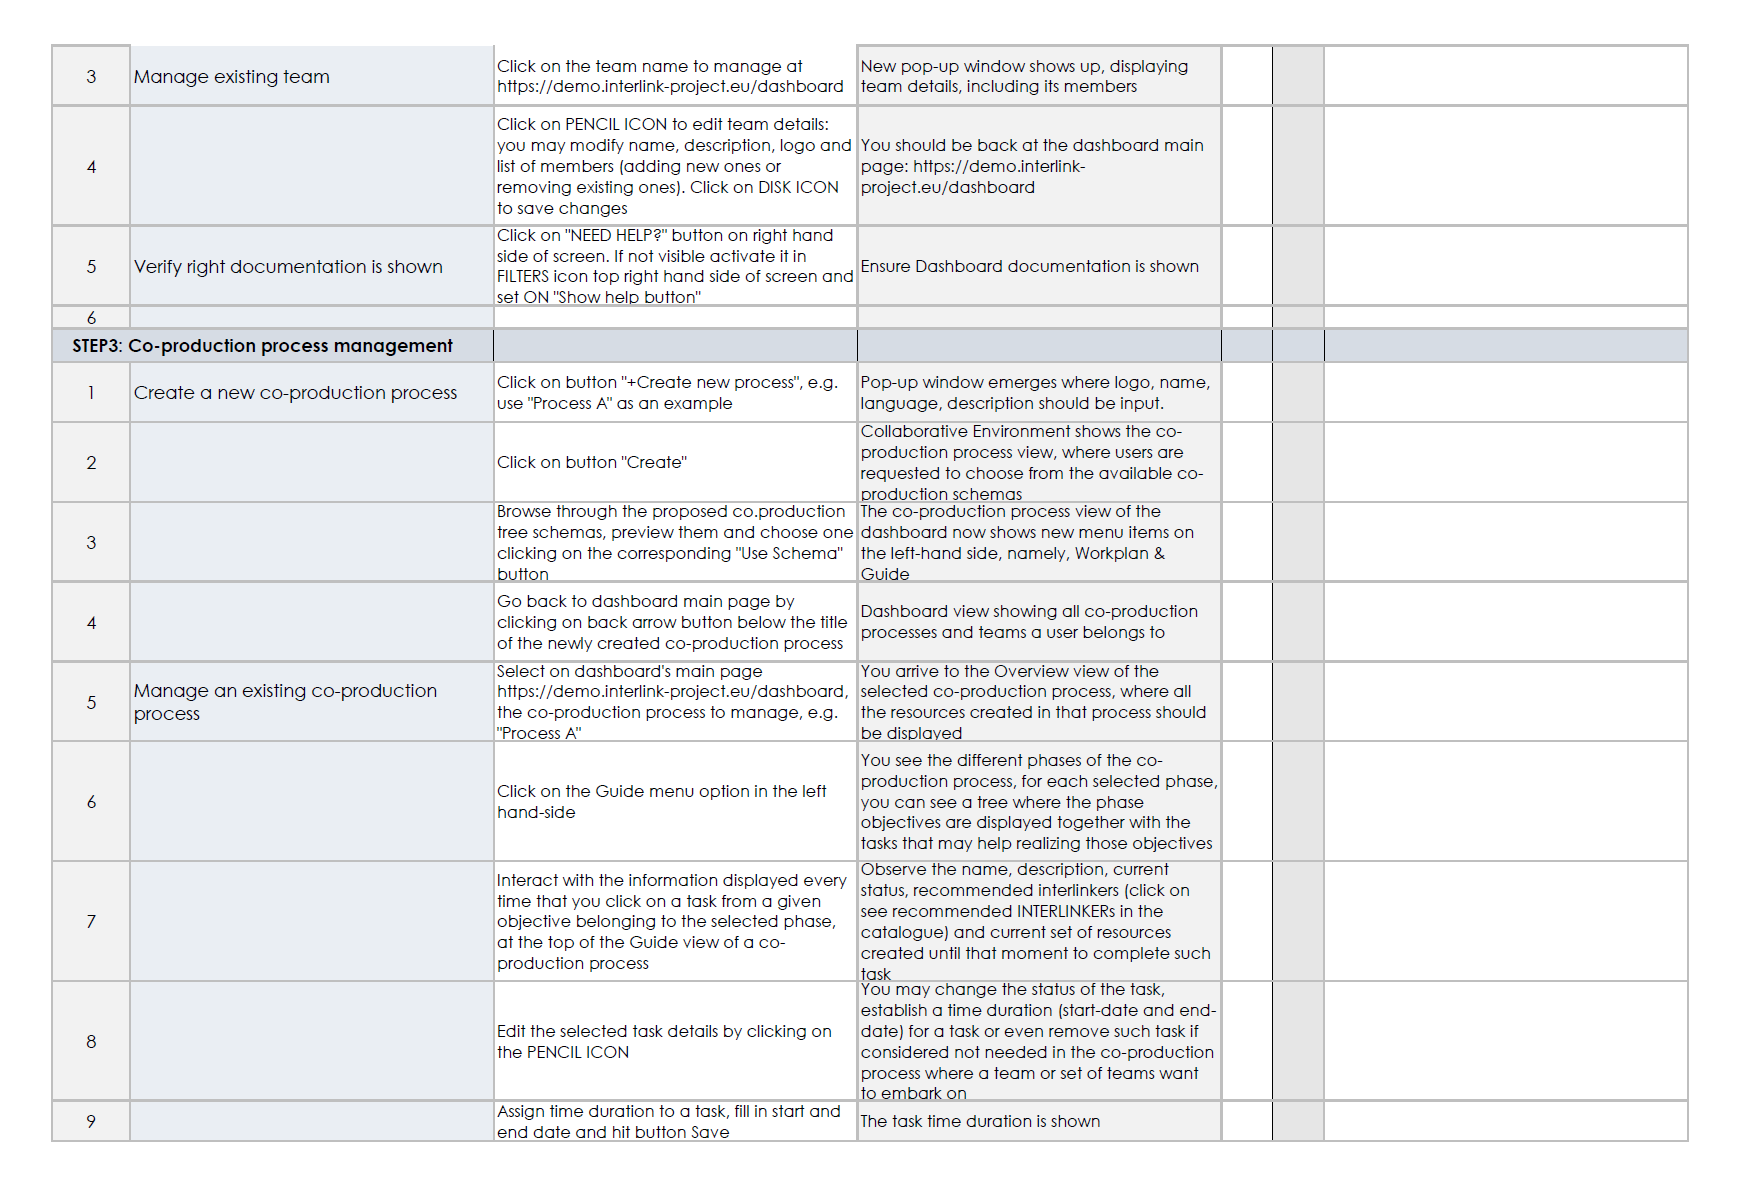 3
Manage existing team
Click on the team name to manage at
https://demo.interlink-project.eu/dashboard
New pop-up window shows up, displaying
team details, including its members
4
Click on PENCIL ICON to edit team details:
you may modify name, description, logo and
list of members (adding new ones or
removing existing ones). Click on DISK ICON
to save changes
You should be back at the dashboard main
page: https://demo.interlink-
project.eu/dashboard
5
Verify right documentation is shown
Click on "NEED HELP?" button on right hand
side of screen. If not visible activate it in
FILTERS icon top right hand side of screen and
set ON "Show help button"
Ensure Dashboard documentation is shown
6
STEP3: Co-production process management
1
Create a new co-production process
Click on button "+Create new process", e.g.
use "Process A" as an example
Pop-up window emerges where logo, name,
language, description should be input.
2
Click on button "Create"
Collaborative Environment shows the co-
production process view, where users are
requested to choose from the available co-
production schemas
3
Browse through the proposed co.production
tree schemas, preview them and choose one
clicking on the corresponding "Use Schema"
button
The co-production process view of the
dashboard now shows new menu items on
the left-hand side, namely, Workplan &
Guide
4
Go back to dashboard main page by
clicking on back arrow button below the title
of the newly created co-production process
Dashboard view showing all co-production
processes and teams a user belongs to
5
Manage an existing co-production
process
Select on dashboard's main page
https://demo.interlink-project.eu/dashboard,
the co-production process to manage, e.g.
"Process A"
You arrive to the Overview view of the
selected co-production process, where all
the resources created in that process should
be displayed
6
Click on the Guide menu option in the left
hand-side
You see the different phases of the co-
production process, for each selected phase,
you can see a tree where the phase
objectives are displayed together with the
tasks that may help realizing those objectives
7
Interact with the information displayed every
time that you click on a task from a given
objective belonging to the selected phase,
at the top of the Guide view of a co-
production process
Observe the name, description, current
status, recommended interlinkers (click on
see recommended INTERLINKERs in the
catalogue) and current set of resources
created until that moment to complete such
task
8
Edit the selected task details by clicking on
the PENCIL ICON
You may change the status of the task,
establish a time duration (start-date and end-
date) for a task or even remove such task if
considered not needed in the co-production
process where a team or set of teams want
to embark on
9
Assign time duration to a task, fill in start and
end date and hit button Save
The task time duration is shown